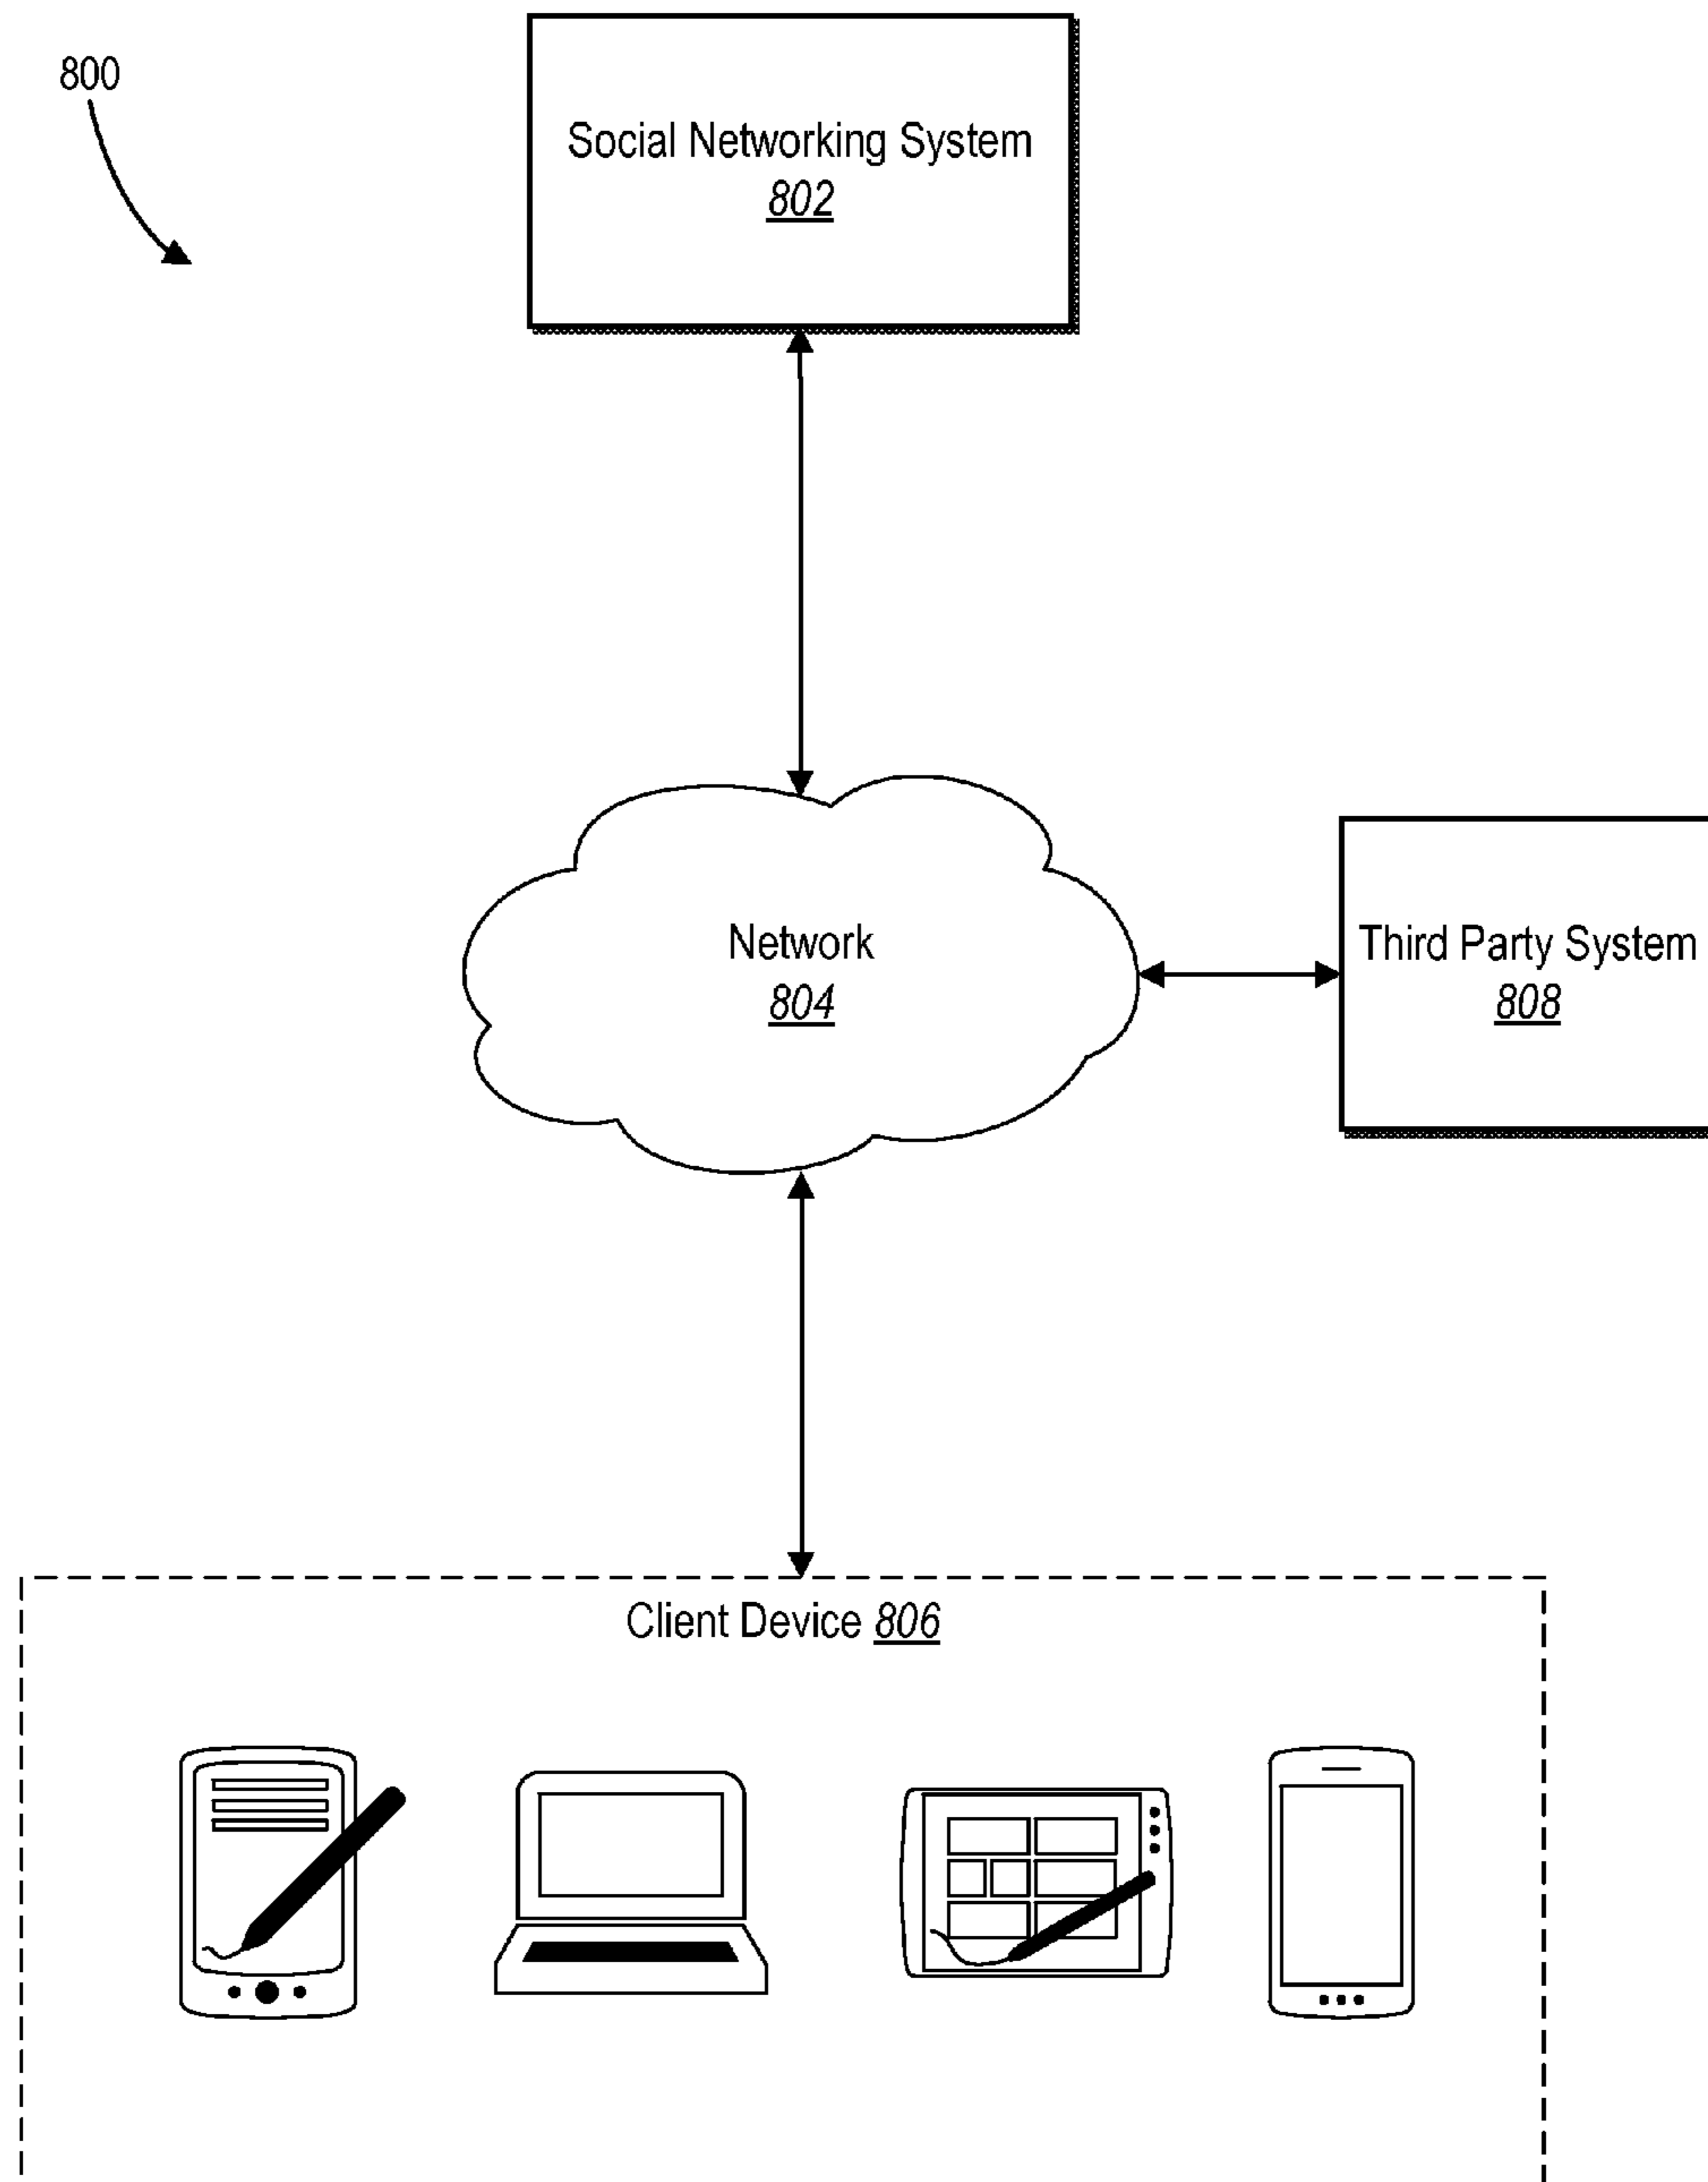 800
Social Networking System
802
Network
804
Third Party System
808
Client Device 806